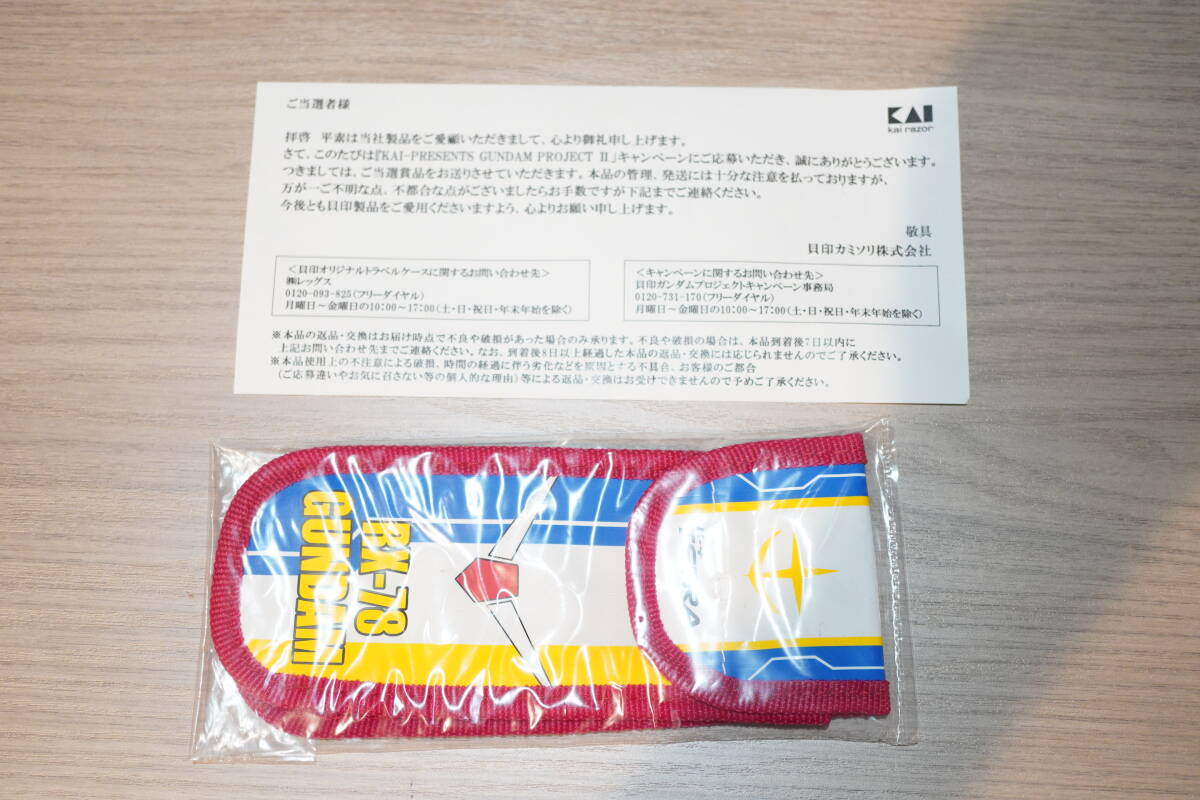 ご当選者様
KAI
kai razor
拝啓 平素は当社製品をご愛顧いただきまして、心より御礼申し上げます。
さて、このたびは『KAI-PRESENTS GUNDAM PROJECT Ⅱ』キャンペーンにご応募いただき、誠にありがとうございます。
つきましては、ご当選賞品をお送りさせていただきます。本品の管理、発送には十分な注意を払っておりますが、
万が一ご不明な点、不都合な点がございましたらお手数ですが下記までご連絡ください。
今後とも貝印製品をご愛用くださいますよう、心よりお願い申し上げます。
敬具
貝印カミソリ株式会社
<貝印オリジナルトラベルケースに関するお問い合わせ先>
㈱レッグス
0120-093-825(フリーダイヤル)
月曜日~金曜日の10:00~17:00(土・日・祝日・年末年始を除く)
<キャンペーンに関するお問い合わせ先>
貝印ガンダムプロジェクトキャンペーン事務局
0120-731-170(フリーダイヤル)
月曜日~金曜日の10:00~17:00(土・日・祝日・年末年始を除く)
※本品の返品・交換はお届け時点で不良や破損があった場合のみ承ります。不良や破損の場合は、本品到着後7日以内に
上記お問い合わせ先までご連絡ください。なお、到着後8日以上経過した本品の返品・交換には応じられませんのでご了承ください。
※本品使用上の不注意による破損、時間の経過に伴う劣化などを原因とする不具合、お客様のご都合
(ご応募違いやお気に召さない等の個人的な理由)等による返品・交換はお受けできませんので予めご了承ください。
RX-78
GUNDAM